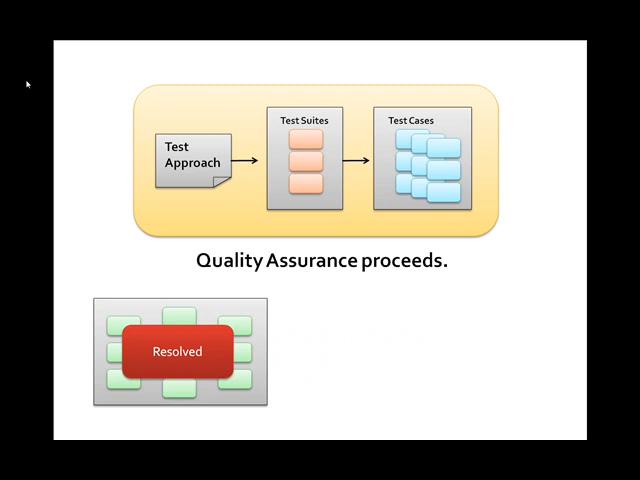 Test Approach
Test Suites
Test Cases
Quality Assurance proceeds.
Resolved